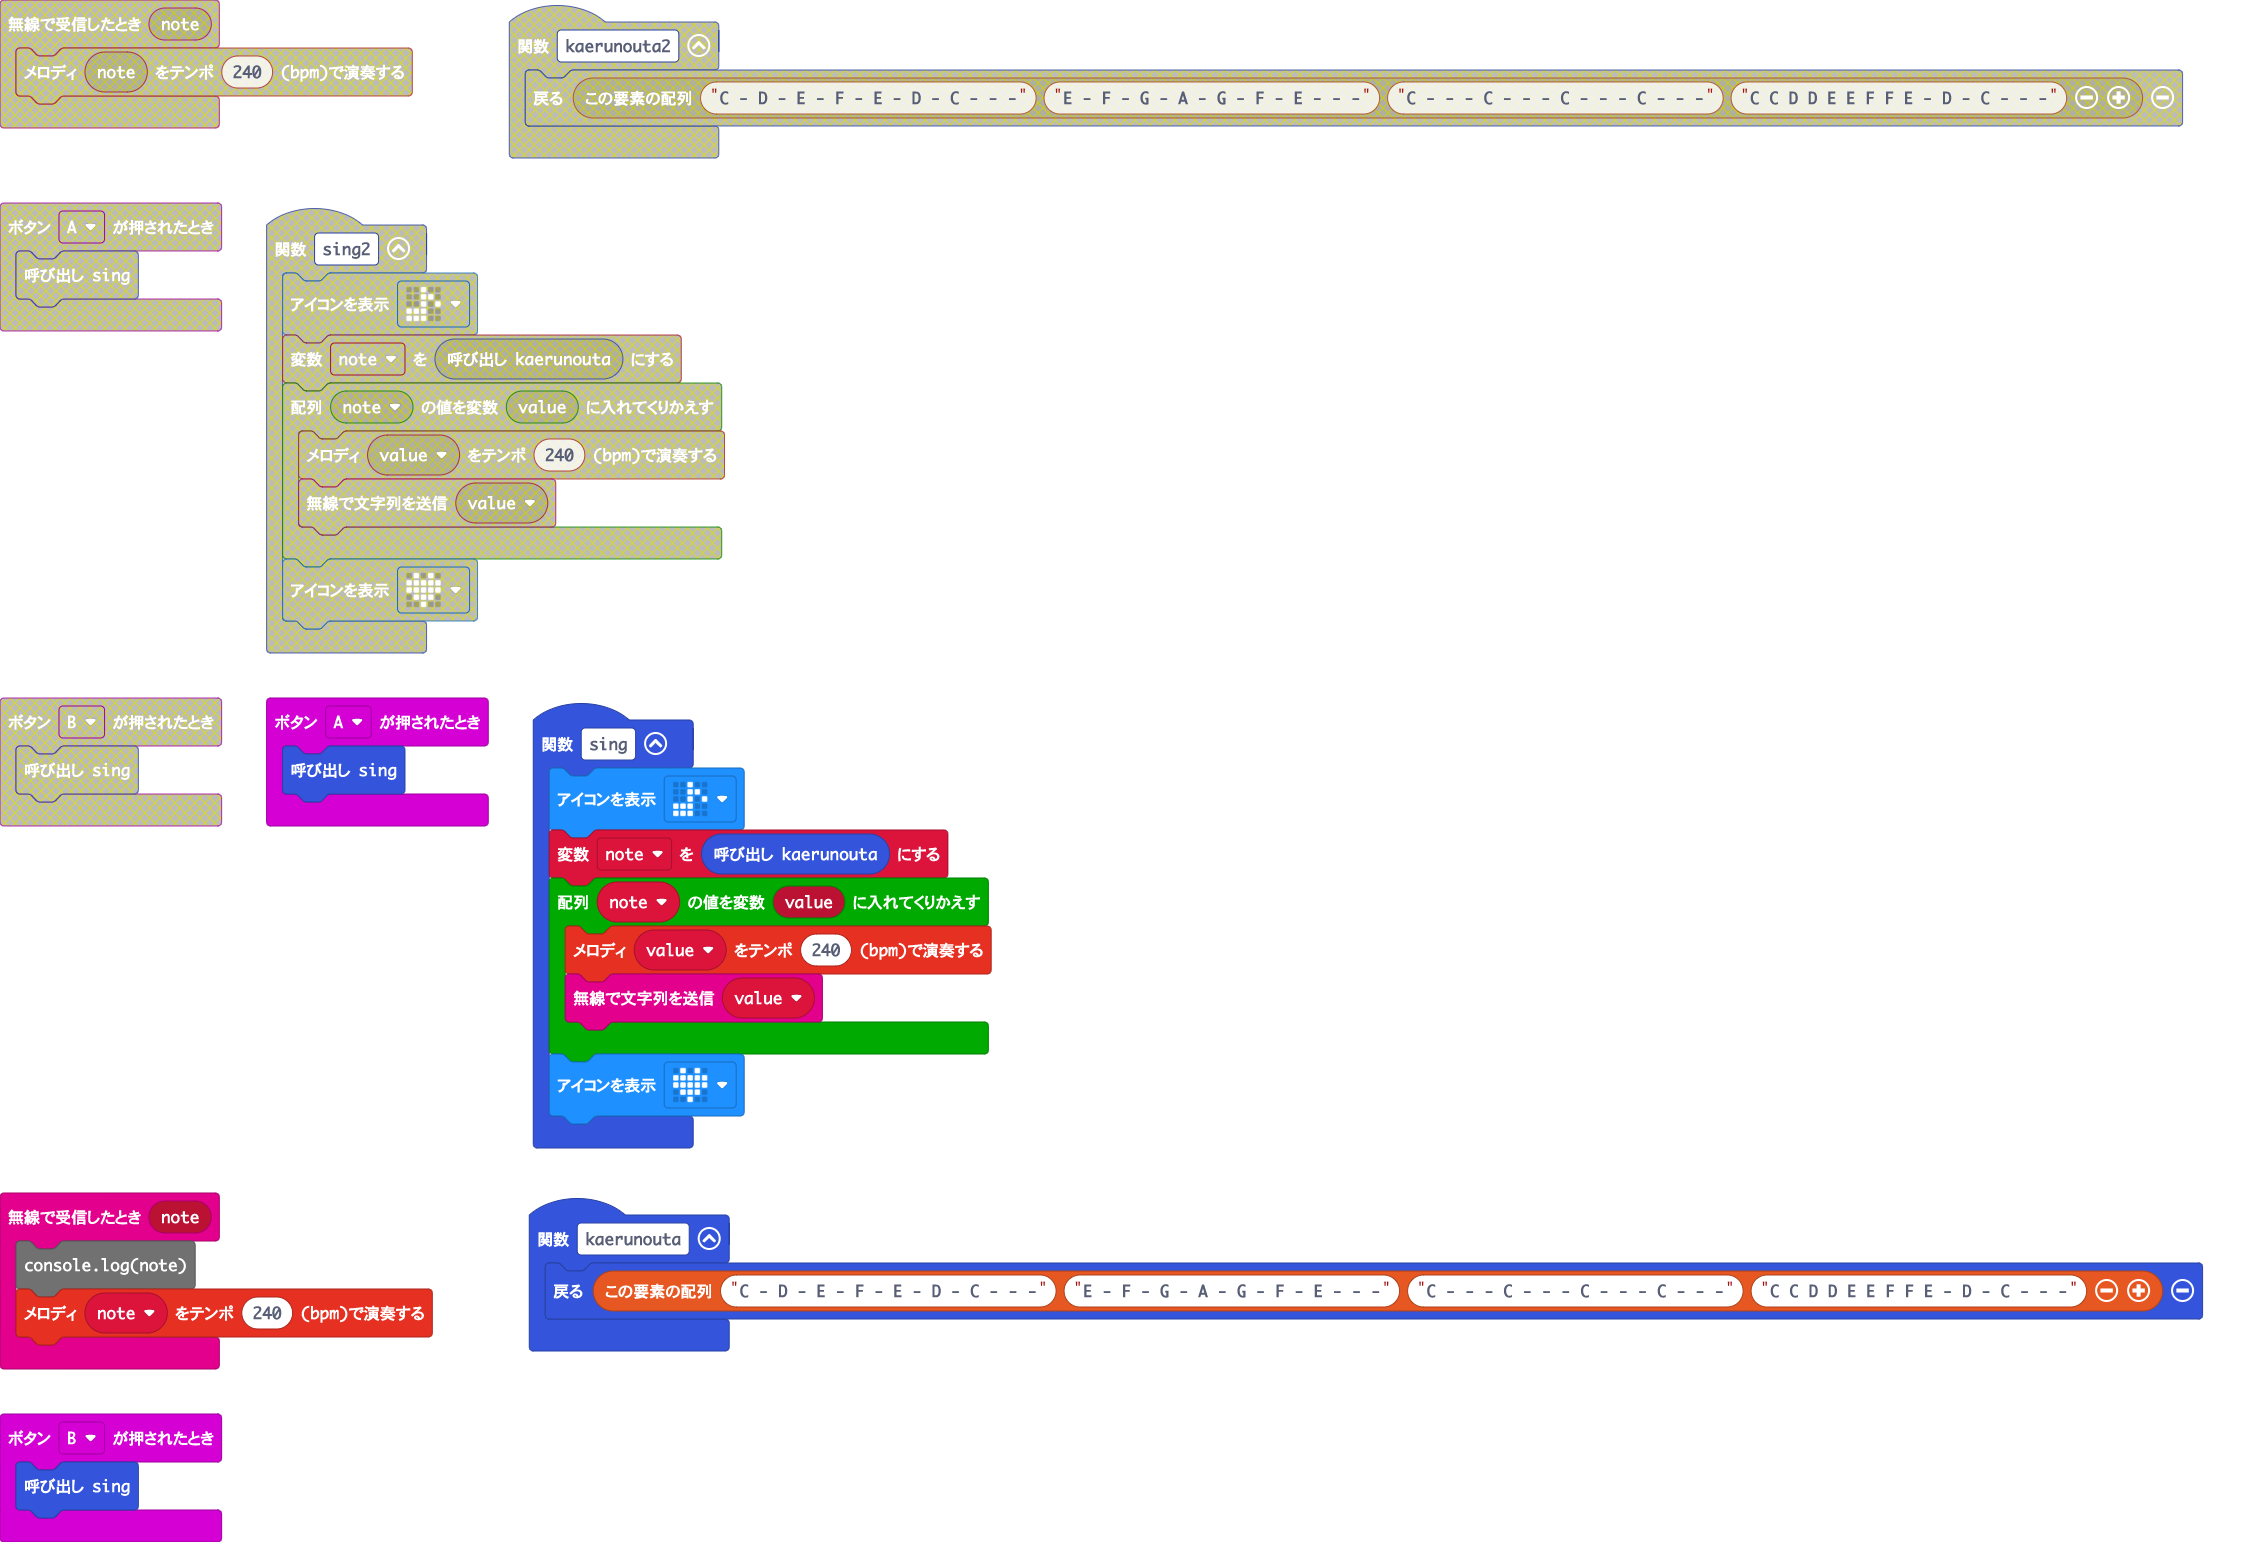 無線で受信したとき note
メロディ note をテンポ 240 (bpm)で演奏する
関数 kaerunouta2
戻る この要素の配列 "C - D - E - F - E - D - C - - -" "E - F - G - A - G - F - E - - -" "C - - - C - - - C - - - C - - -" "C C D D E E F F E - D - C - - -"
ボタン A が押されたとき
呼び出し sing
関数 sing2
アイコンを表示
変数 note を 呼び出し kaerunouta にする
配列 note の値を変数 value に入れてくりかえす
メロディ value をテンポ 240 (bpm)で演奏する
無線で文字列を送信 value
アイコンを表示
ボタン B が押されたとき
呼び出し sing
ボタン A が押されたとき
呼び出し sing
関数 sing
アイコンを表示
変数 note を 呼び出し kaerunouta にする
配列 note の値を変数 value に入れてくりかえす
メロディ value をテンポ 240 (bpm)で演奏する
無線で文字列を送信 value
アイコンを表示
無線で受信したとき note
console.log(note)
メロディ note をテンポ 240 (bpm)で演奏する
関数 kaerunouta
戻る この要素の配列 "C - D - E - F - E - D - C - - -" "E - F - G - A - G - F - E - - -" "C - - - C - - - C - - - C - - -" "C C D D E E F F E - D - C - - -"
ボタン B が押されたとき
呼び出し sing